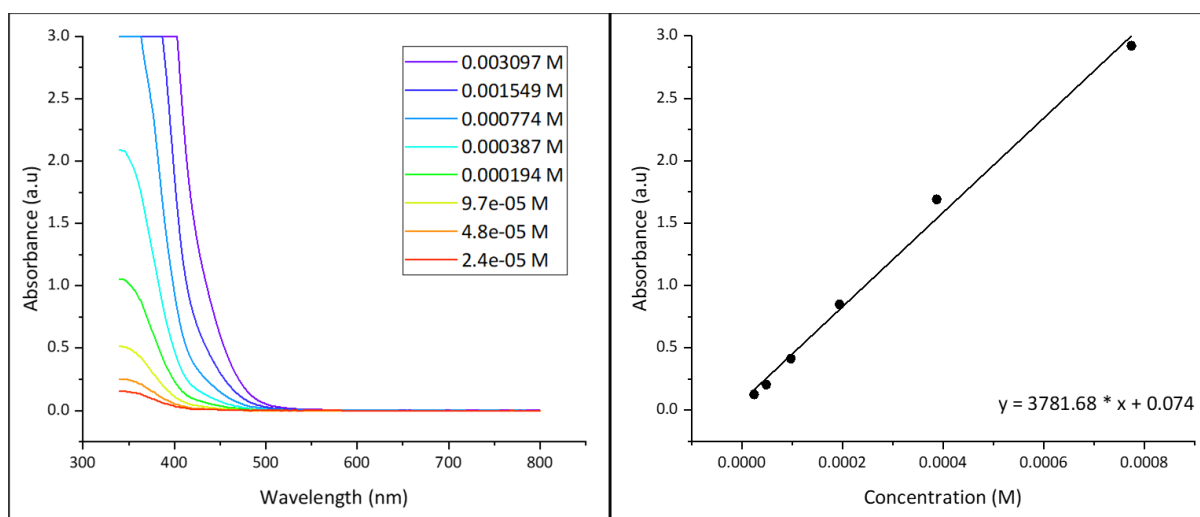 3.0
2.5
2.0
1.5
1.0
0.5
0.0
Absorbance (a.u)
300 400 500 600 700 800
Wavelength (nm)
0.003097 M
0.001549 M
0.000774 M
0.000387 M
0.000194 M
9.7e-05 M
4.8e-05 M
2.4e-05 M
3.0
2.5
2.0
1.5
1.0
0.5
0.0
Absorbance (a.u)
y = 3781.68 * x + 0.074
0.0000 0.0002 0.0004 0.0006 0.0008
Concentration (M)